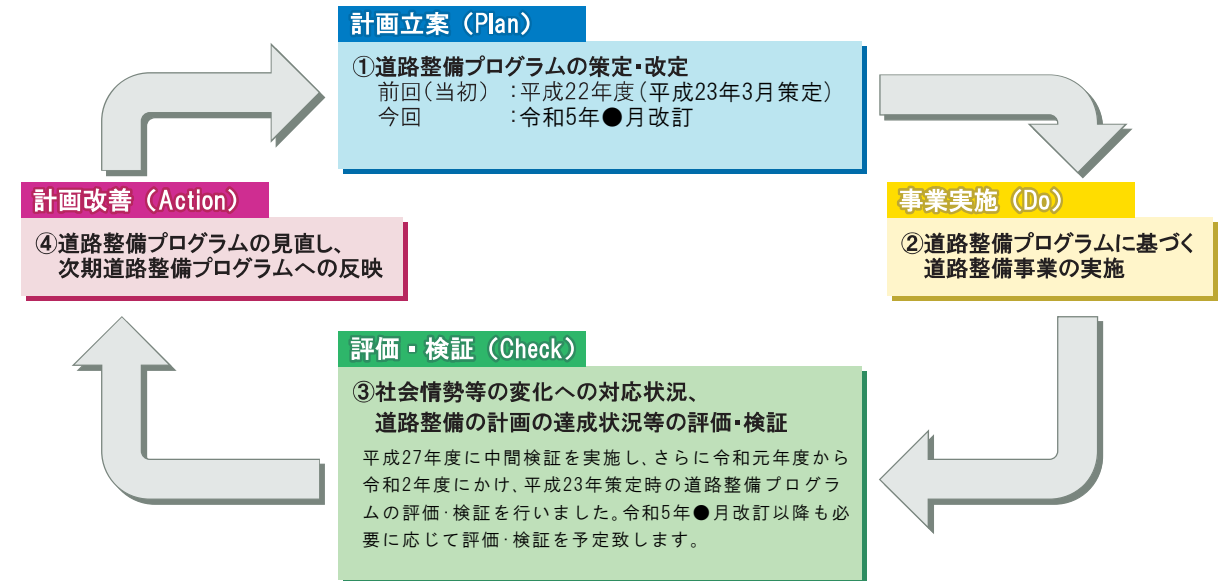 計画立案（Plan）
①道路整備プログラムの策定・改定
前回（当初）：平成22年度（平成23年3月策定）
今回　　　　：令和5年●月改訂
事業実施（Do）
②道路整備プログラムに基づく
道路整備事業の実施
評価・検証（Check）
③社会情勢等の変化への対応状況、
道路整備の計画の達成状況等の評価・検証
平成27年度に中間検証を実施し、さらに令和元年度から
令和2年度にかけ、平成23年策定時の道路整備プログラ
ムの評価・検証を行いました。令和5年●月改訂以降も必
要に応じて評価・検証を予定致します。
計画改善（Action）
④道路整備プログラムの見直し、
次期道路整備プログラムへの反映